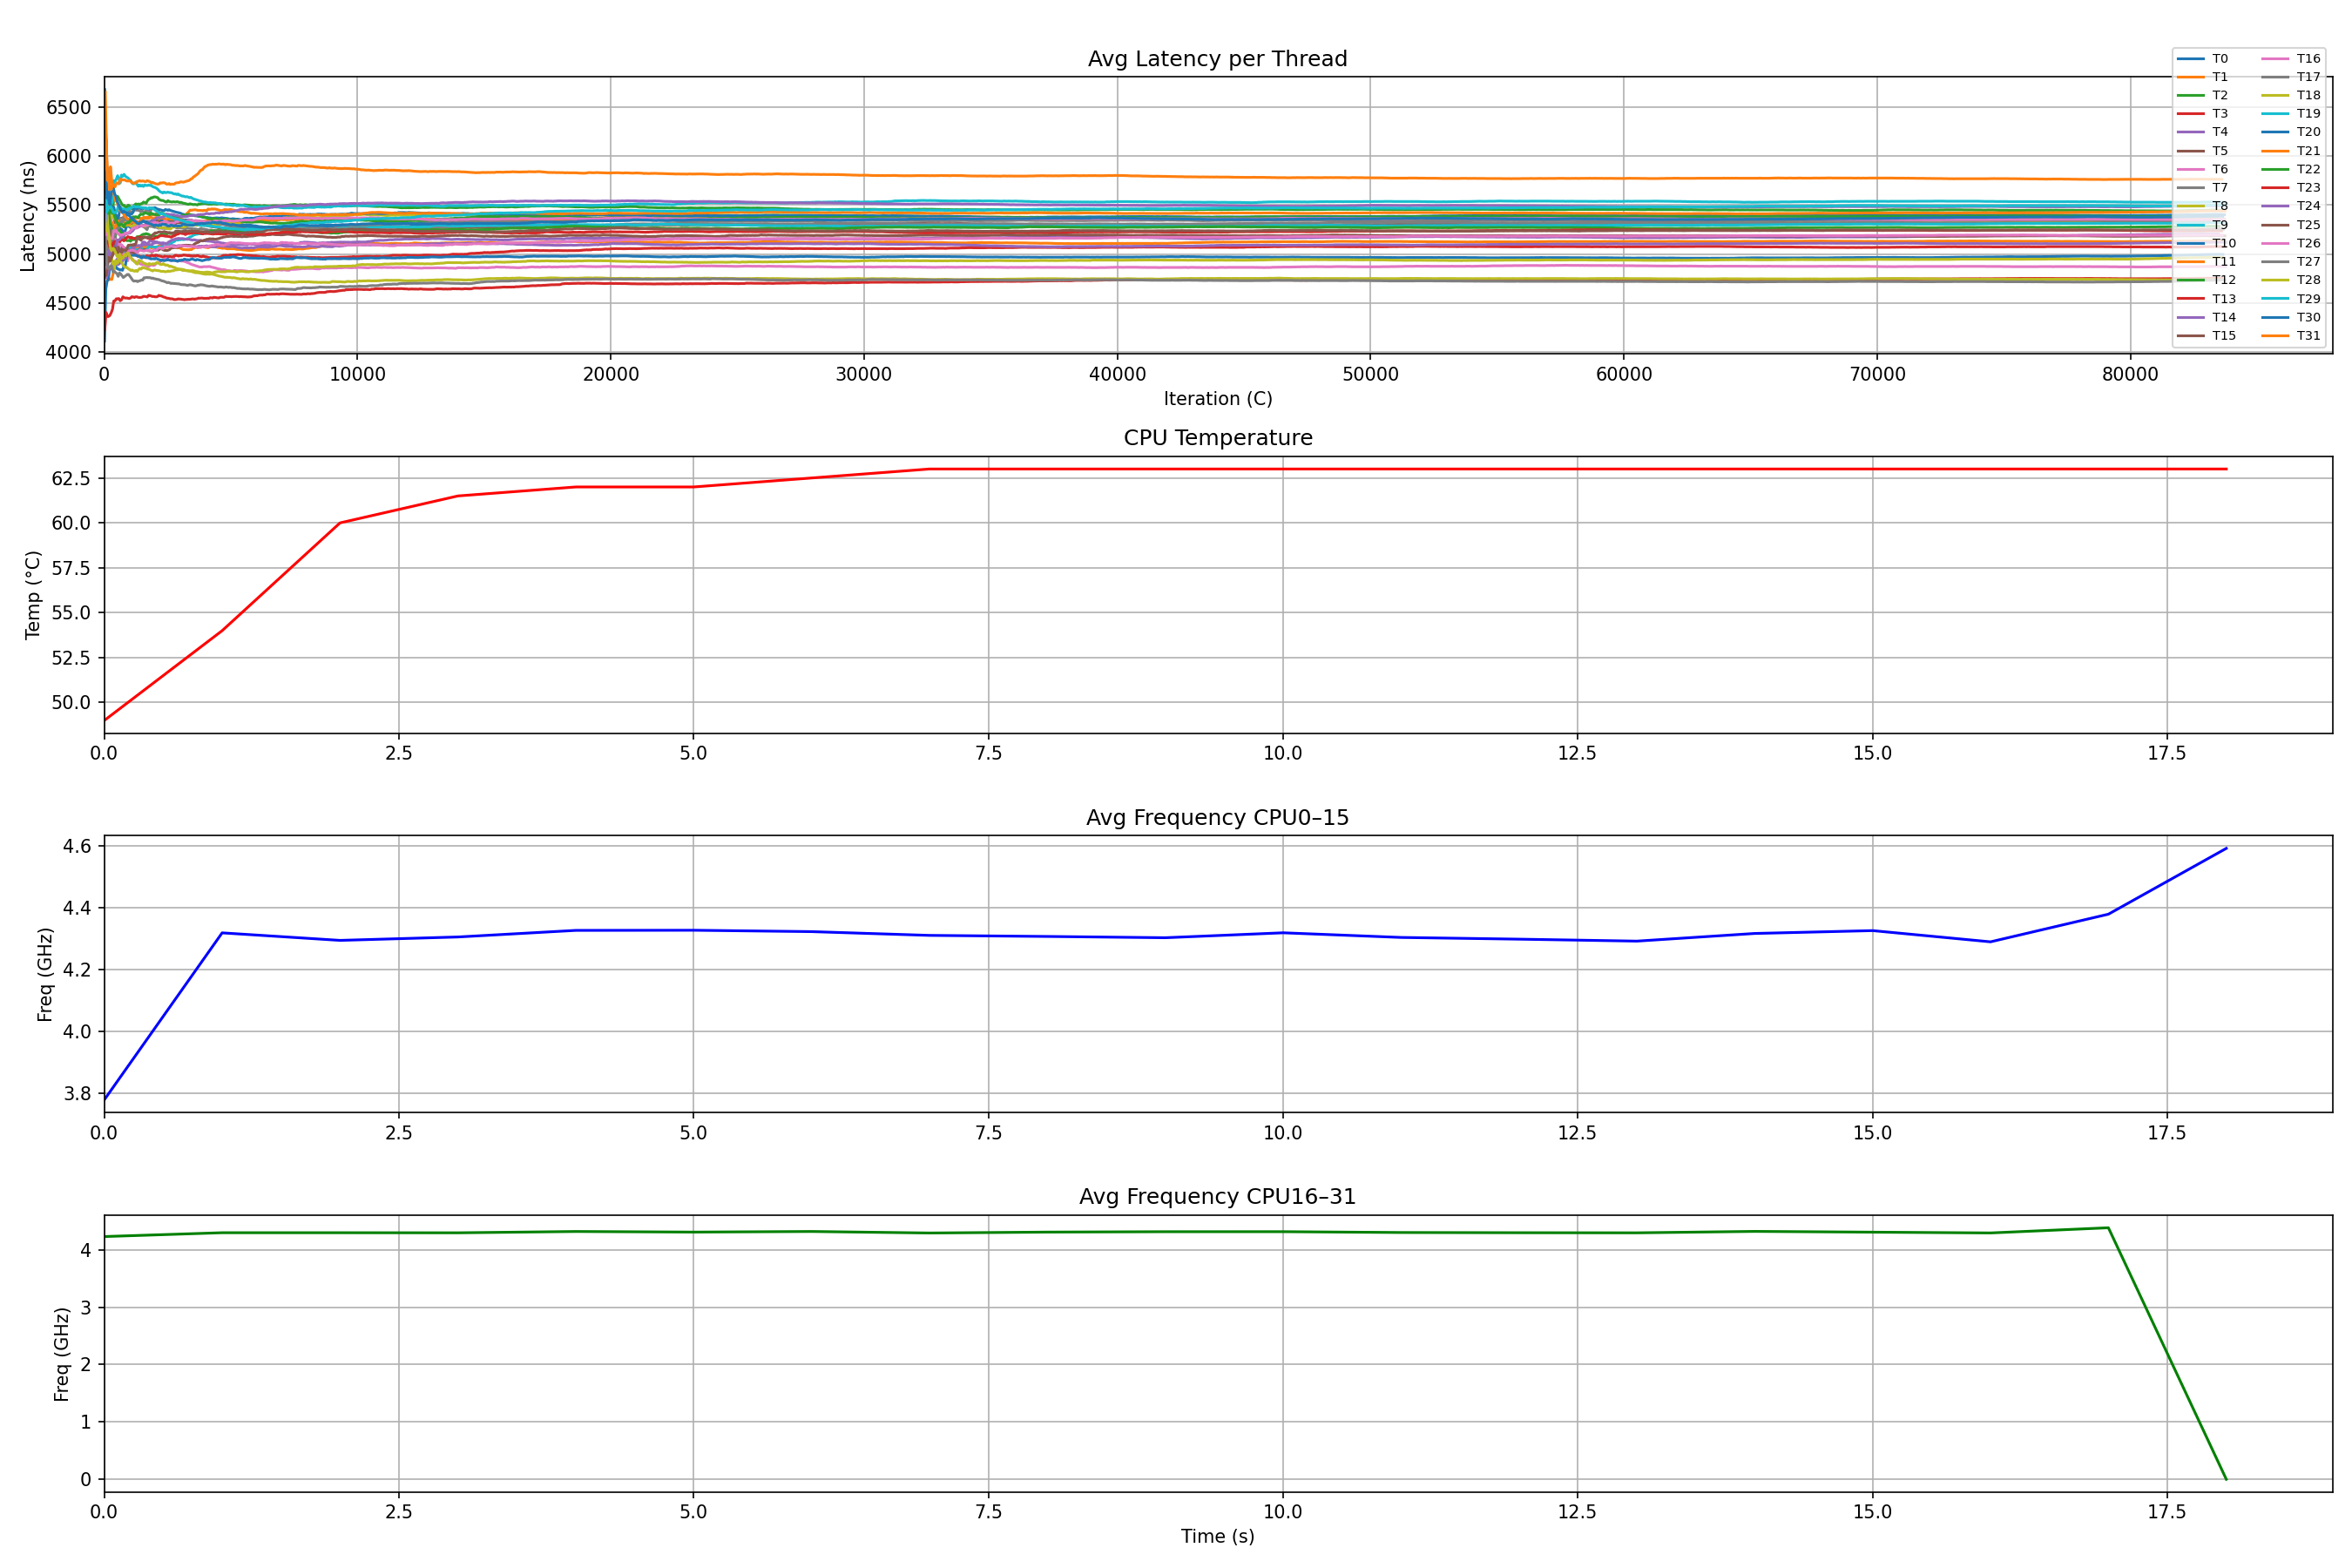 Avg Latency per Thread
Latency (ns)
6500
6000
5500
5000
4500
4000
0 10000 20000 30000 40000 50000 60000 70000 80000
Iteration (C)
T0 T16
T1 T17
T2 T18
T3 T19
T4 T20
T5 T21
T6 T22
T7 T23
T8 T24
T9 T25
T10 T26
T11 T27
T12 T28
T13 T29
T14 T30
T15 T31
CPU Temperature
Temp (°C)
62.5
60.0
57.5
55.0
52.5
50.0
0.0 2.5 5.0 7.5 10.0 12.5 15.0 17.5
Avg Frequency CPU0–15
Freq (GHz)
4.6
4.4
4.2
4.0
3.8
0.0 2.5 5.0 7.5 10.0 12.5 15.0 17.5
Avg Frequency CPU16–31
Freq (GHz)
4
3
2
1
0
0.0 2.5 5.0 7.5 10.0 12.5 15.0 17.5
Time (s)